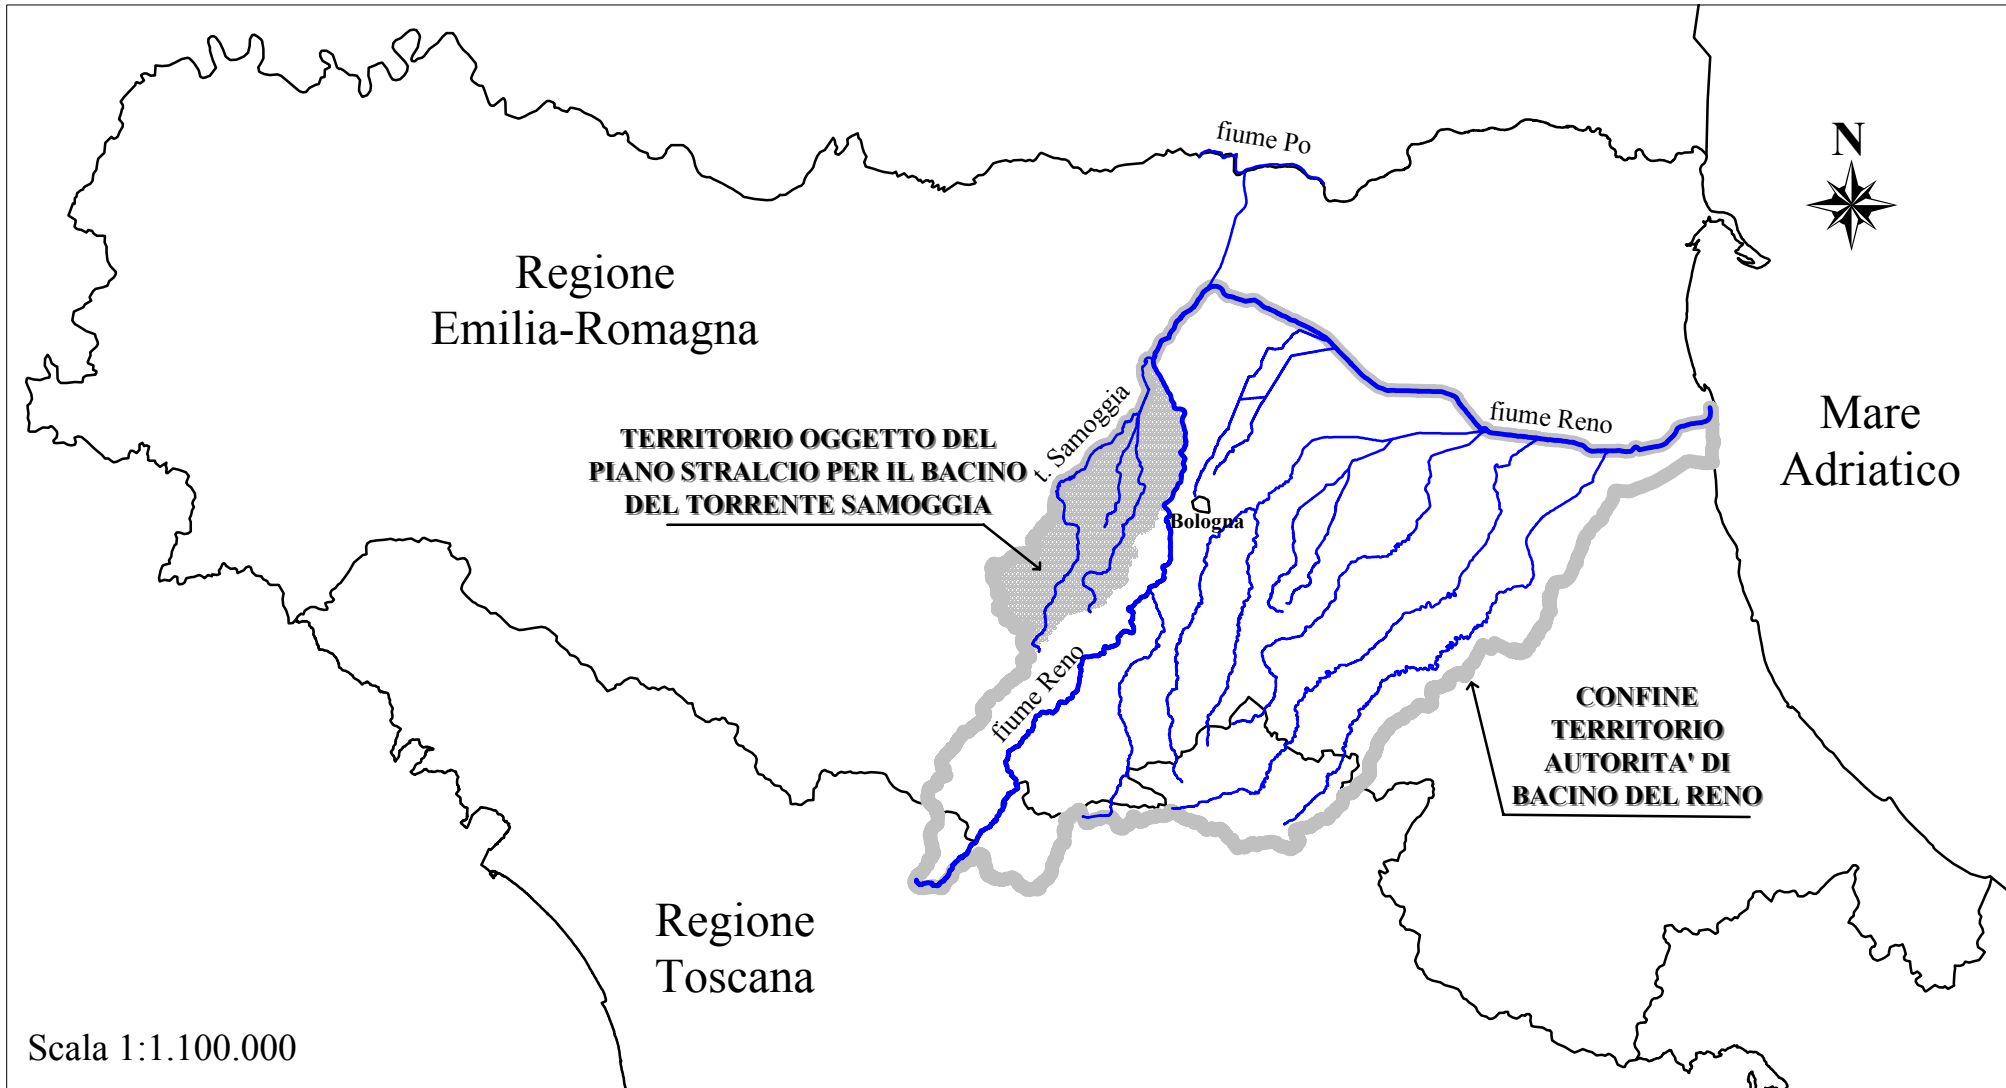 fiume Po
N
Regione
Emilia-Romagna
t. Samoggia
fiume Reno
Mare
Adriatico
TERRITORIO OGGETTO DEL
PIANO STRALCIO PER IL BACINO
DEL TORRENTE SAMOGGIA
Bologna
fiume Reno
CONFINE
TERRITORIO
AUTORITA' DI
BACINO DEL RENO
Regione
Toscana
Scala 1:1.100.000